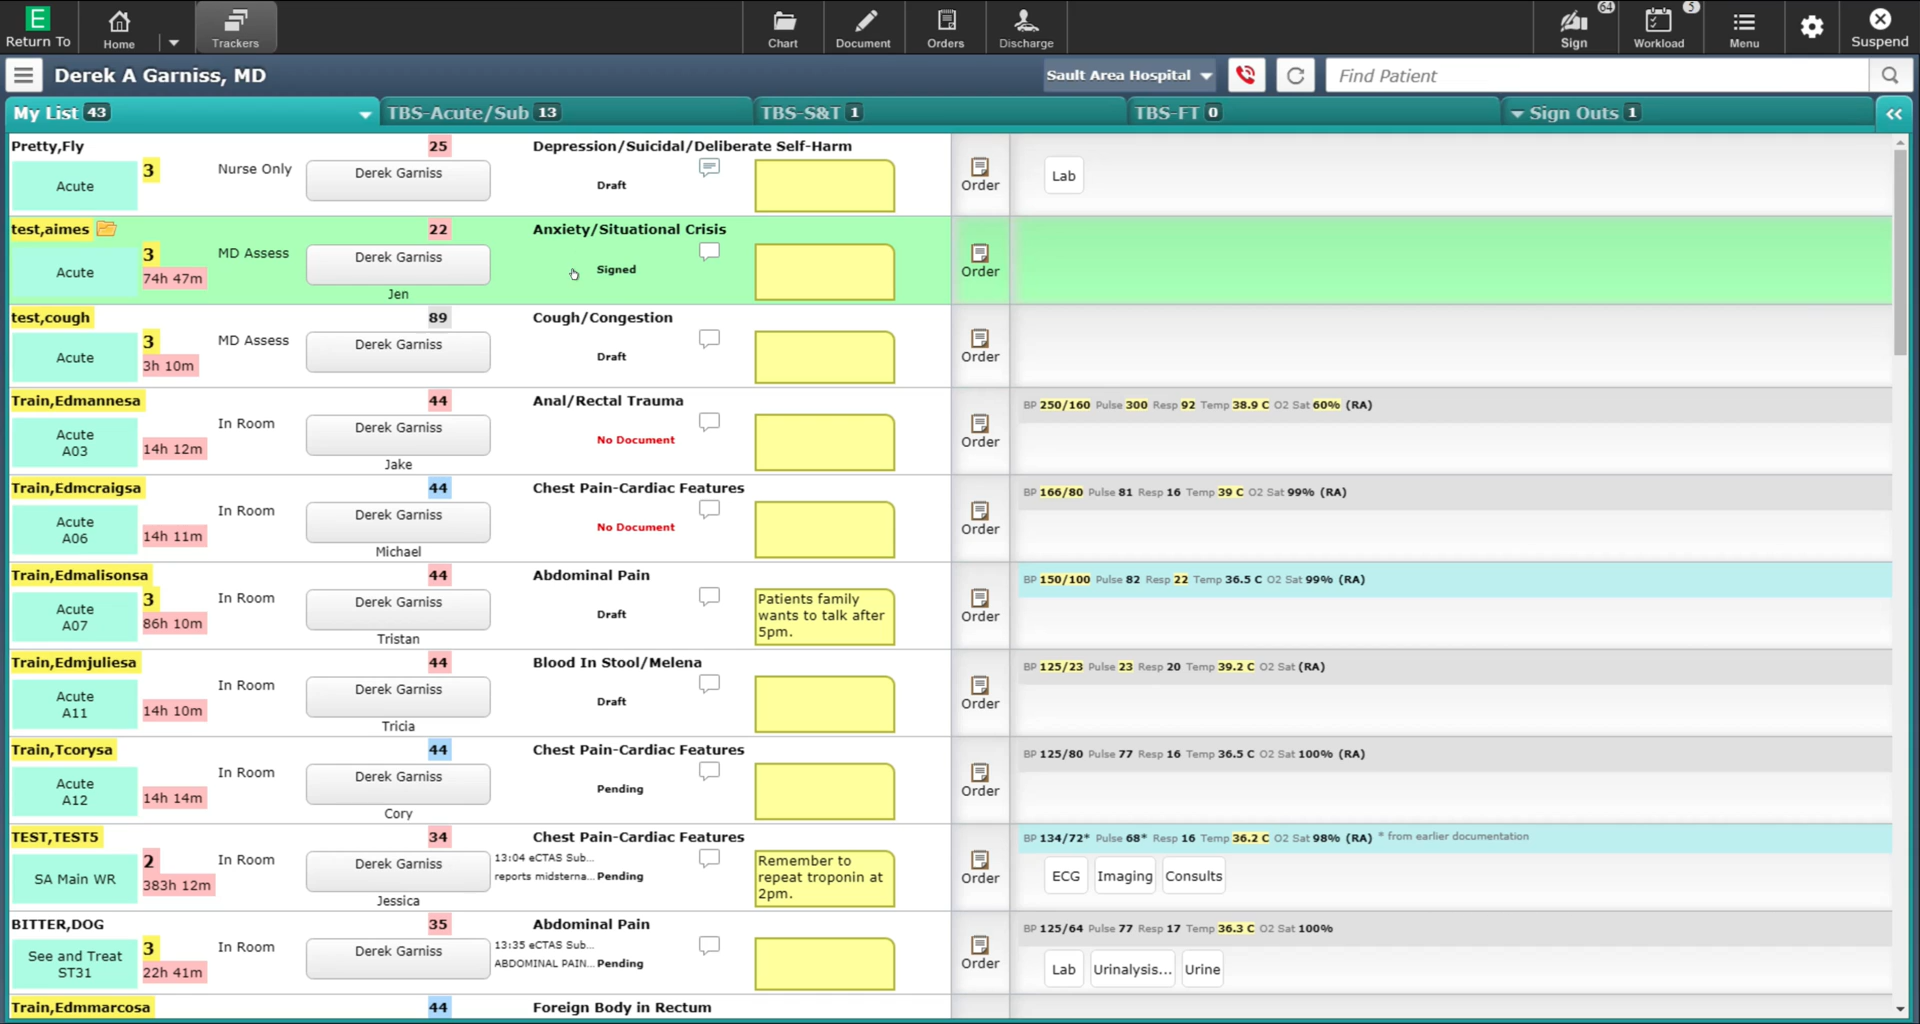 E
Return To
Home
Trackers
Chart
Document
Orders
Discharge
64
Sign
5
Workload
Menu
Suspend
Derek A Garniss, MD
Sault Area Hospital
Find Patient
My List 43
TBS-Acute/Sub 13
TBS-S&T 1
TBS-FT 0
Sign Outs 1
Pretty,Fly
25
Depression/Suicidal/Deliberate Self-Harm
Acute
3
Nurse Only
Derek Garniss
Draft
Order
Lab
test,aimes
22
Anxiety/Situational Crisis
Acute
3
74h 47m
MD Assess
Derek Garniss
Jen
Signed
Order
test,cough
89
Cough/Congestion
Acute
3
3h 10m
MD Assess
Derek Garniss
Draft
Order
Train,Edmannesa
44
Anal/Rectal Trauma
Acute
A03
14h 12m
In Room
Derek Garniss
Jake
No Document
Order
BP 250/160 Pulse 300 Resp 92 Temp 38.9 C O2 Sat 60% (RA)
Train,Edmcraigsa
44
Chest Pain-Cardiac Features
Acute
A06
14h 11m
In Room
Derek Garniss
Michael
No Document
Order
BP 166/80 Pulse 81 Resp 16 Temp 39 C O2 Sat 99% (RA)
Train,Edmalisonsa
44
Abdominal Pain
Acute
A07
3
86h 10m
In Room
Derek Garniss
Tristan
Draft
Patients family
wants to talk after
5pm.
Order
BP 150/100 Pulse 82 Resp 22 Temp 36.5 C O2 Sat 99% (RA)
Train,Edmjuliesa
44
Blood In Stool/Melena
Acute
A11
14h 10m
In Room
Derek Garniss
Tricia
Draft
Order
BP 125/23 Pulse 23 Resp 20 Temp 39.2 C O2 Sat (RA)
Train,Tcorysa
44
Chest Pain-Cardiac Features
Acute
A12
14h 14m
In Room
Derek Garniss
Cory
Pending
Order
BP 125/80 Pulse 77 Resp 16 Temp 36.5 C O2 Sat 100% (RA)
TEST,TEST5
34
Chest Pain-Cardiac Features
SA Main WR
2
383h 12m
In Room
Derek Garniss
Jessica
13:04 eCTAS Sub...
reports midsterna... Pending
Remember to
repeat troponin at
2pm.
Order
BP 134/72* Pulse 68* Resp 16 Temp 36.2 C O2 Sat 98% (RA) * from earlier documentation
ECG
Imaging
Consults
BITTER,DOG
35
Abdominal Pain
See and Treat
ST31
3
22h 41m
In Room
Derek Garniss
13:35 eCTAS Sub...
ABDOMINAL PAIN... Pending
Order
BP 125/64 Pulse 77 Resp 17 Temp 36.3 C O2 Sat 100%
Lab
Urinalysis...
Urine
Train,Edmmarcosa
44
Foreign Body in Rectum